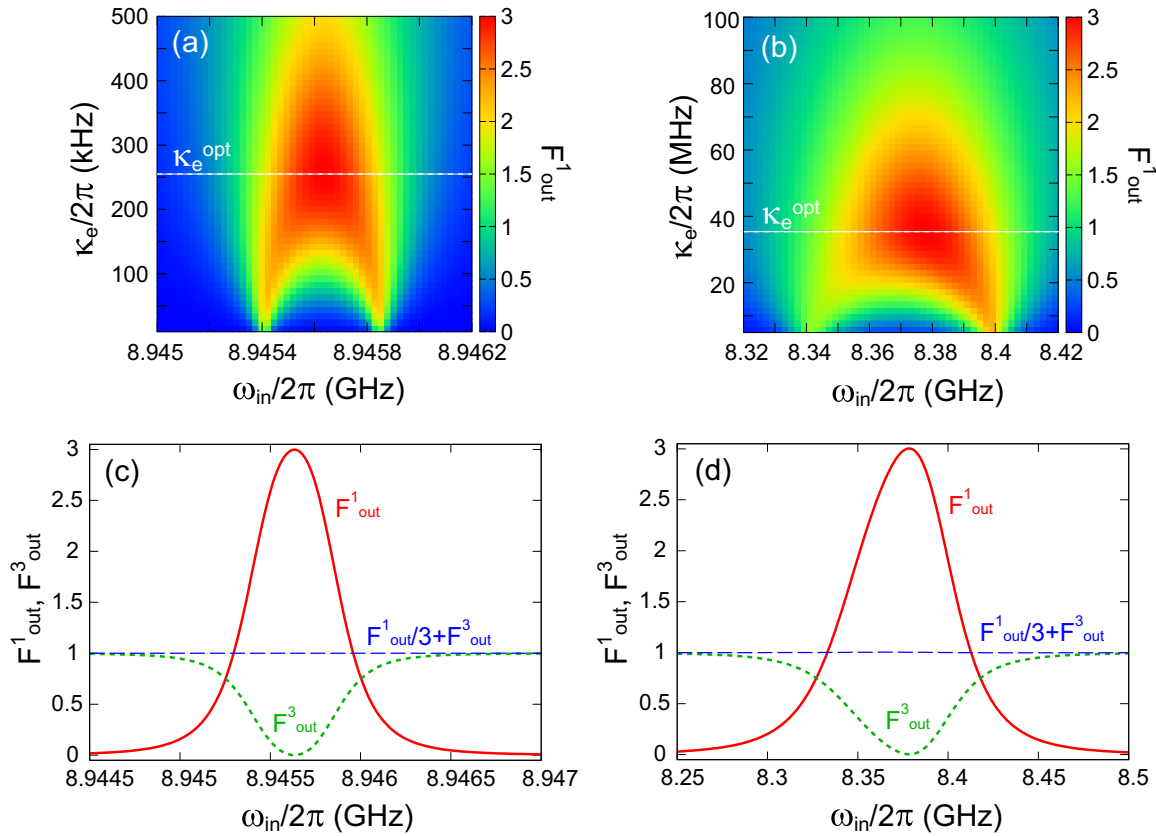 (a)
500
400
300
200
100
κe/2π (kHz)
κe^opt
8.945 8.9454 8.9458 8.9462
ωin/2π (GHz)
3
2.5
2
1.5
1
0.5
0
F¹out
(b)
100
80
60
40
20
κe/2π (MHz)
κe^opt
8.32 8.34 8.36 8.38 8.4 8.42
ωin/2π (GHz)
3
2.5
2
1.5
1
0.5
0
F¹out
(c)
3
2.5
2
1.5
1
0.5
0
F¹out, F³out
F¹out
F¹out/3+F³out
F³out
8.9445 8.945 8.9455 8.946 8.9465 8.947
ωin/2π (GHz)
(d)
3
2.5
2
1.5
1
0.5
0
F¹out, F³out
F¹out
F¹out/3+F³out
F³out
8.25 8.3 8.35 8.4 8.45 8.5
ωin/2π (GHz)